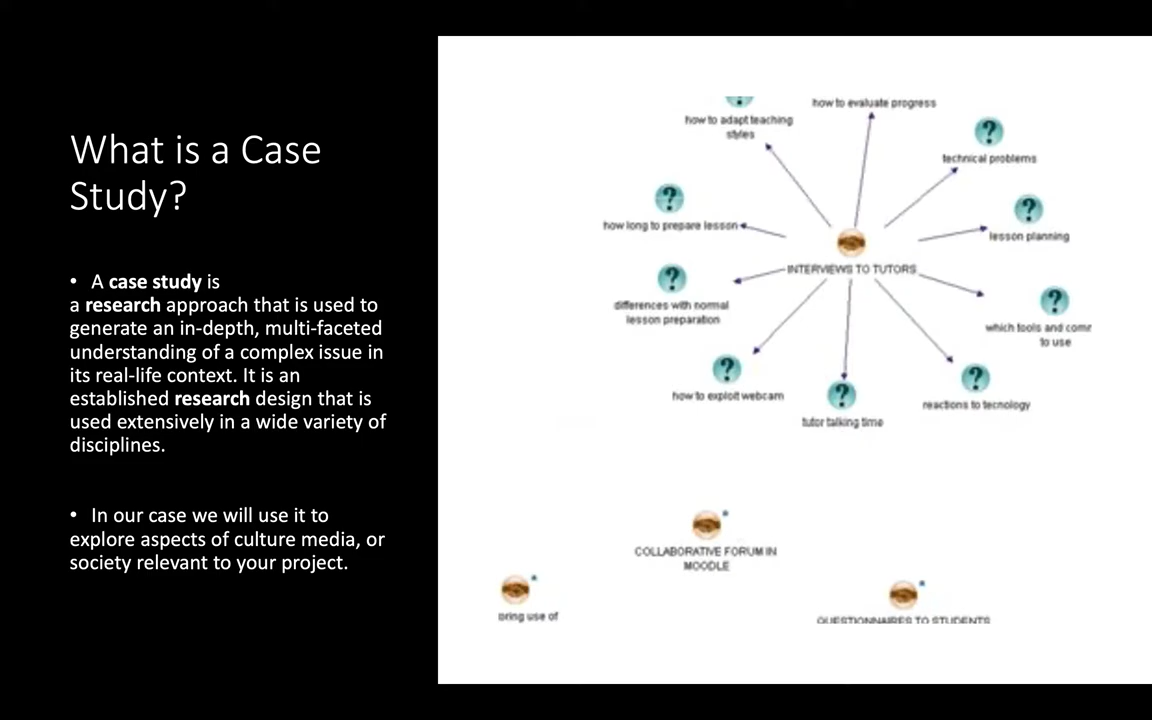 What is a Case
Study?
• A case study is
a research approach that is used to
generate an in-depth, multi-faceted
understanding of a complex issue in
its real-life context. It is an
established research design that is
used extensively in a wide variety of
disciplines.
• In our case we will use it to
explore aspects of culture media, or
society relevant to your project.
how to evaluate progress
how to adapt teaching
styles
technical problems
how long to prepare lesson
lesson planning
INTERVIEWS TO TUTORS
differences with normal
lesson preparation
which tools and comr
to use
how to exploit webcam
reactions to tecnology
tutor talking time
COLLABORATIVE FORUM IN
MOODLE
oring use of
QUESTIONNAIRES TO STUDENTS